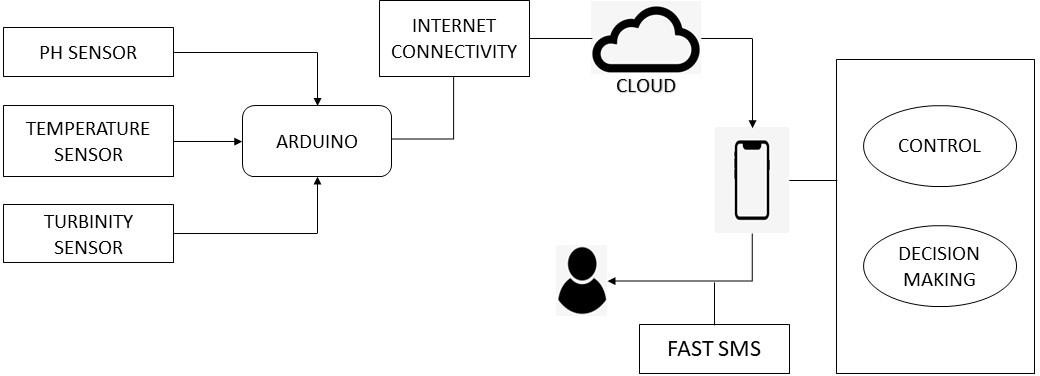 PH SENSOR
TEMPERATURE
SENSOR
TURBINITY
SENSOR
ARDUINO
INTERNET
CONNECTIVITY
CLOUD
FAST SMS
CONTROL
DECISION
MAKING